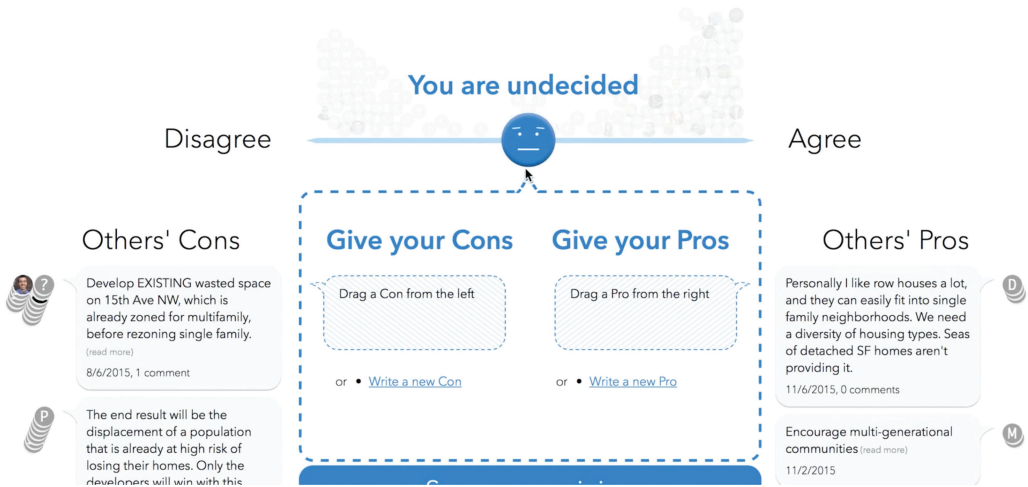 You are undecided
Disagree
Agree
Others' Cons
Give your Cons
Give your Pros
Others' Pros
?
Develop EXISTING wasted space
on 15th Ave NW, which is
already zoned for multifamily,
before rezoning single family.
(read more)
8/6/2015, 1 comment
P
The end result will be the
displacement of a population
that is already at high risk of
losing their homes. Only the
developers will win with this
Drag a Con from the left
or • Write a new Con
Drag a Pro from the right
or • Write a new Pro
Personally I like row houses a lot,
and they can easily fit into single
family neighborhoods. We need
a diversity of housing types. Seas
of detached SF homes aren't
providing it.
11/6/2015, 0 comments
D
Encourage multi-generational
communities (read more)
11/2/2015
M